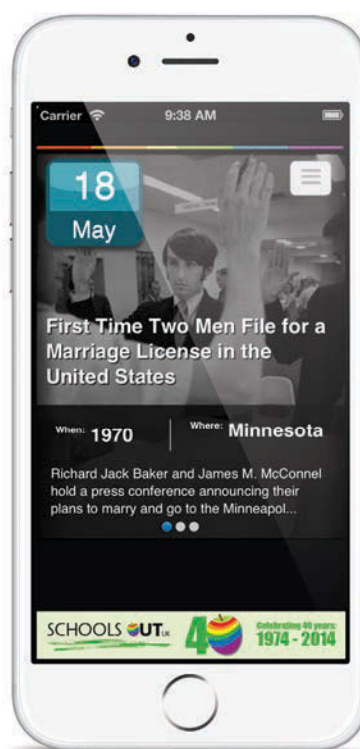 Carrier 9:38 AM
18
May
First Time Two Men File for a
Marriage License in the
United States
When: 1970 Where: Minnesota
Richard Jack Baker and James M. McConnel
hold a press conference announcing their
plans to marry and go to the Minneapol...
SCHOOLS OUT UK 40 Celebrating 40 years:
1974 - 2014